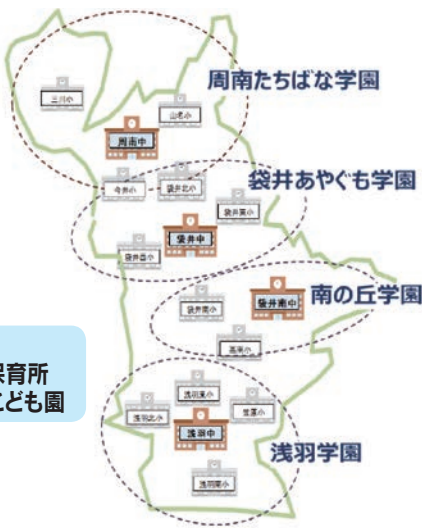 周南たちばな学園
三川小
山名小
周南中
今井小
袋井北小
袋井あやぐも学園
袋井東小
袋井中
袋井西小
南の丘学園
袋井南中
袋井南小
高南小
保育所
こども園
浅羽東小
浅羽北小
笠原小
浅羽中
浅羽南小
浅羽学園